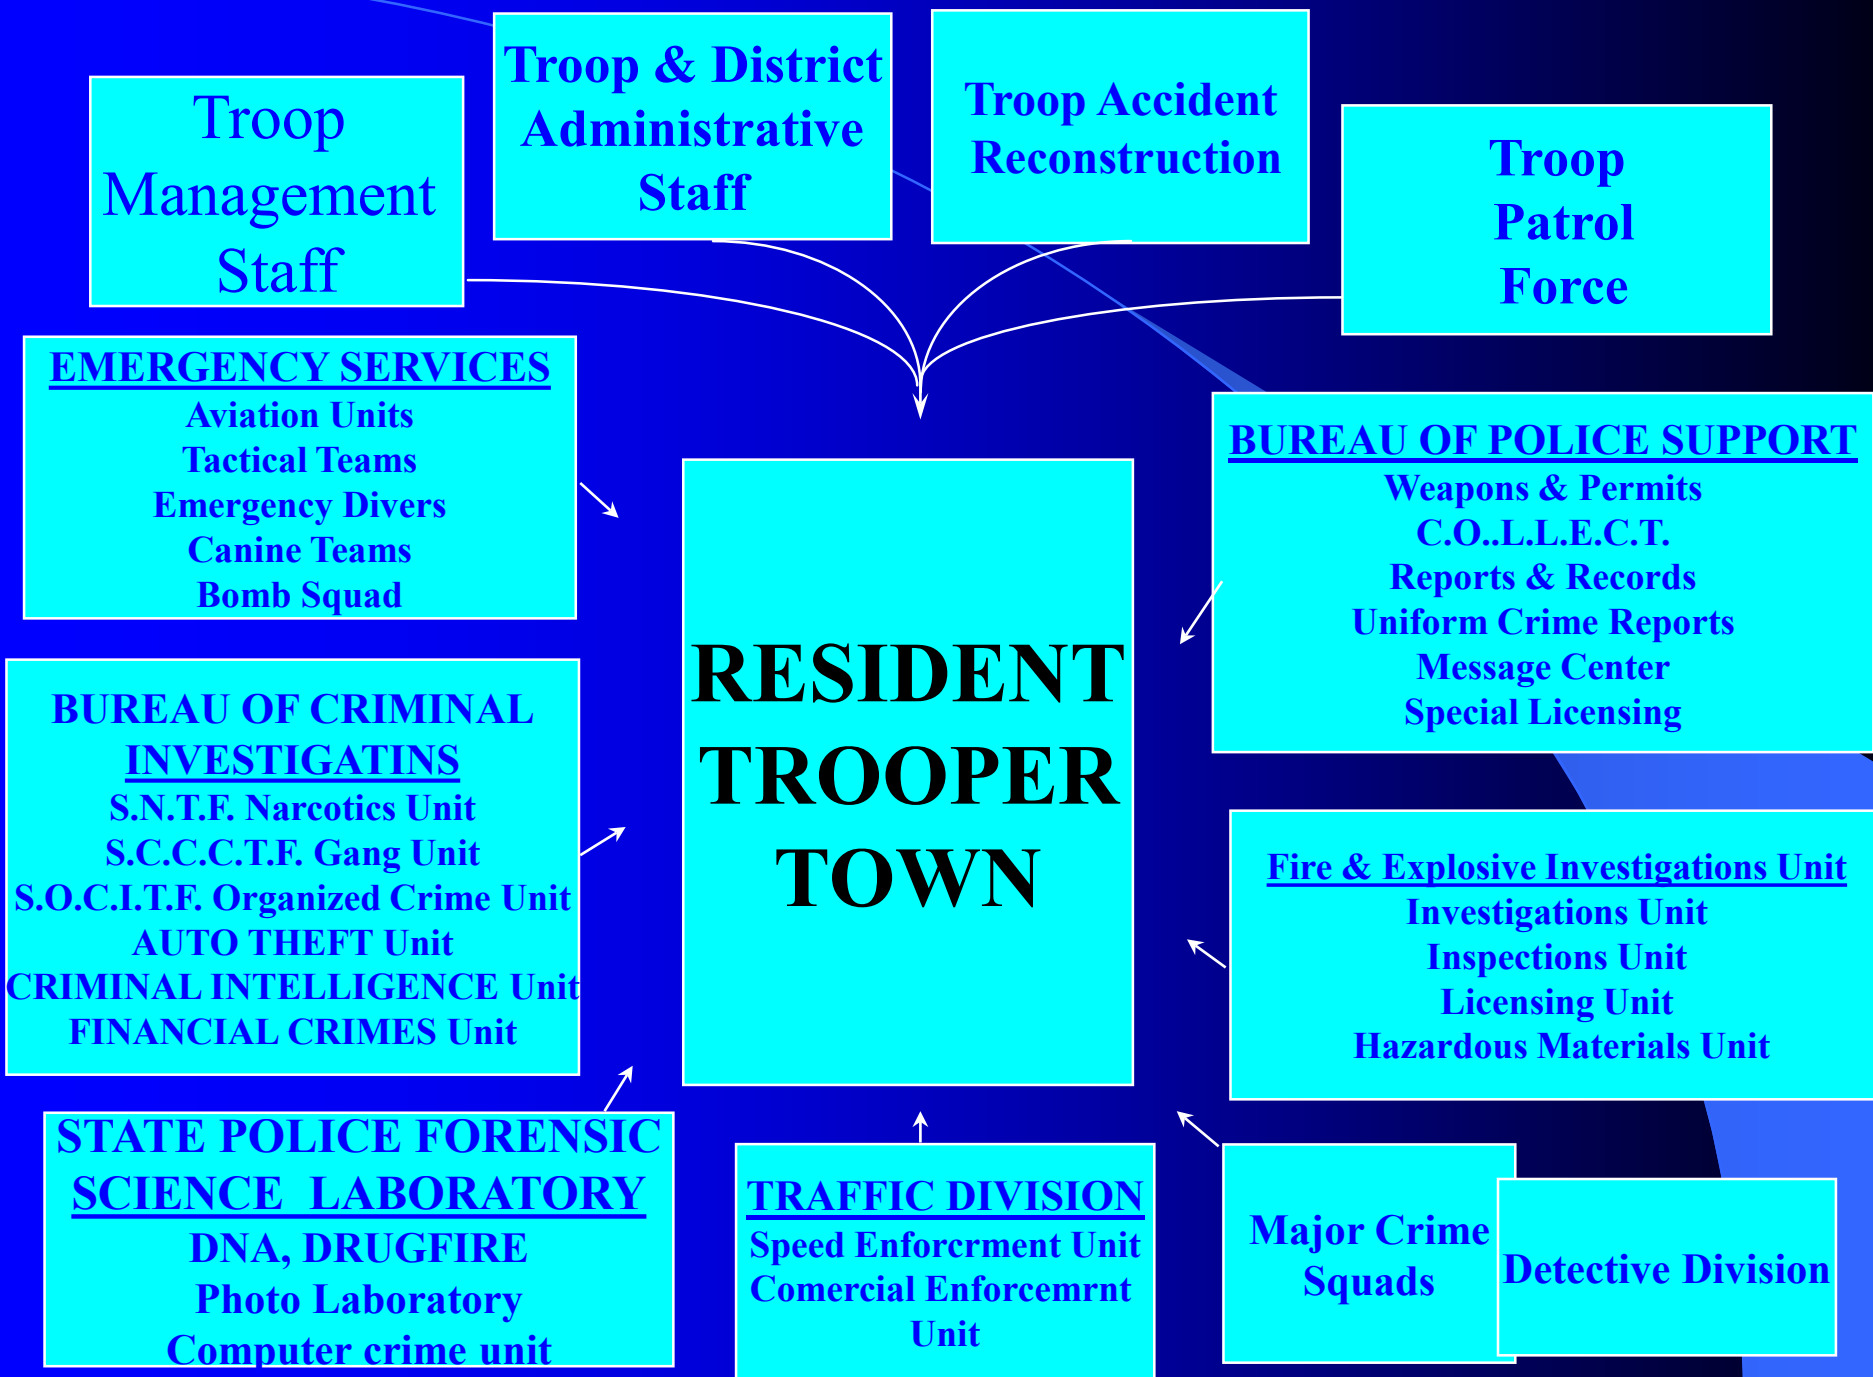 Troop
Management
Staff
Troop & District
Administrative
Staff
Troop Accident
Reconstruction
Troop
Patrol
Force
EMERGENCY SERVICES
Aviation Units
Tactical Teams
Emergency Divers
Canine Teams
Bomb Squad
BUREAU OF POLICE SUPPORT
Weapons & Permits
C.O..L.L.E.C.T.
Reports & Records
Uniform Crime Reports
Message Center
Special Licensing
RESIDENT
TROOPER
TOWN
BUREAU OF CRIMINAL
INVESTIGATINS
S.N.T.F. Narcotics Unit
S.C.C.C.T.F. Gang Unit
S.O.C.I.T.F. Organized Crime Unit
AUTO THEFT Unit
CRIMINAL INTELLIGENCE Unit
FINANCIAL CRIMES Unit
Fire & Explosive Investigations Unit
Investigations Unit
Inspections Unit
Licensing Unit
Hazardous Materials Unit
STATE POLICE FORENSIC
SCIENCE LABORATORY
DNA, DRUGFIRE
Photo Laboratory
Computer crime unit
TRAFFIC DIVISION
Speed Enforcrment Unit
Comercial Enforcemrnt
Unit
Major Crime
Squads
Detective Division